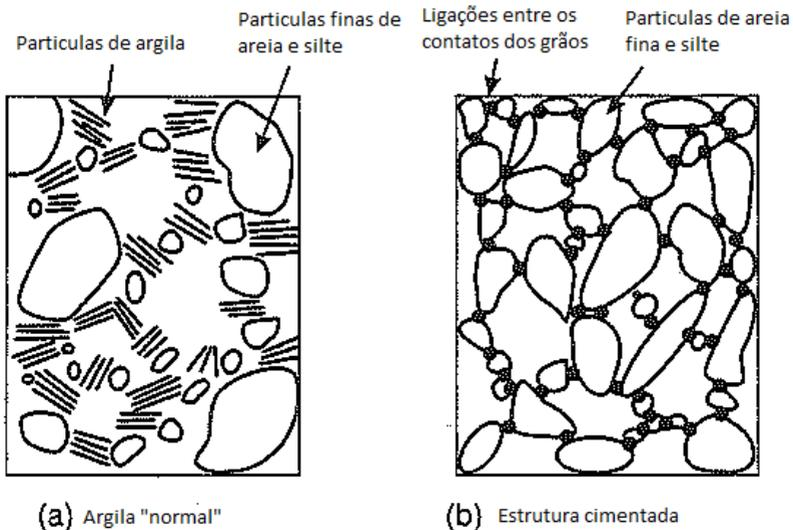 Particulas de argila
Particulas finas de
areia e silte
Ligações entre os
contatos dos grãos
Particulas de areia
fina e silte
(a) Argila "normal"
(b) Estrutura cimentada